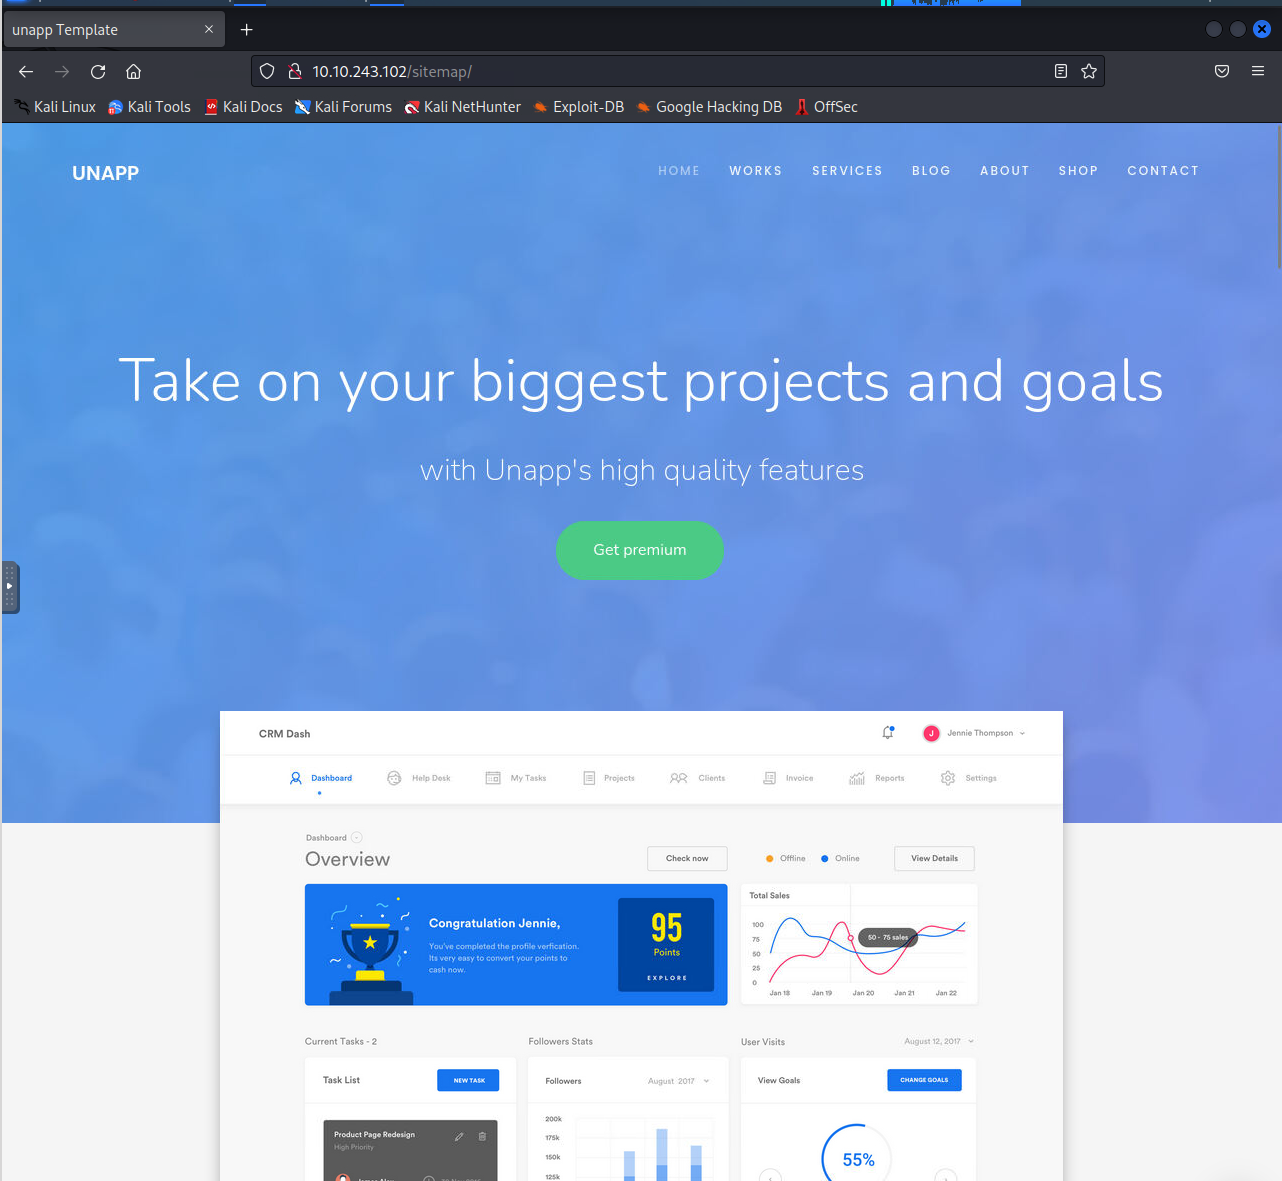 unapp Template
10.10.243.102/sitemap/
Kali Linux Kali Tools Kali Docs Kali Forums Kali NetHunter Exploit-DB Google Hacking DB OffSec
UNAPP
HOME WORKS SERVICES BLOG ABOUT SHOP CONTACT
Take on your biggest projects and goals
with Unapp's high quality features
Get premium
CRM Dash
J Jennie Thompson
Dashboard Help Desk My Tasks Projects Clients Invoice Reports Settings
Dashboard
Overview
Check now
Offline Online
View Details
Congratulation Jennie,
You've completed the profile verfication.
Its very easy to convert your points to
cash now.
95
Points
EXPLORE
Total Sales
100
75
50
25
0
50 - 75 sales
Jan 18 Jan 19 Jan 20 Jan 21 Jan 22
Current Tasks - 2
Task List
NEW TASK
Product Page Redesign
High Priority
Followers Stats
Followers
August 2017
200k
175k
150k
125k
User Visits
August 12, 2017
View Goals
CHANGE GOALS
55%